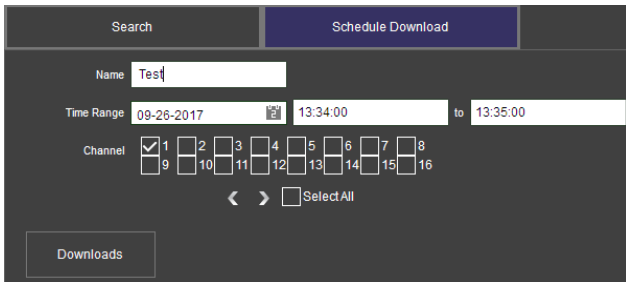 Search Schedule Download
Name Test
Time Range 09-26-2017 2 13:34:00 to 13:35:00
Channel 1 2 3 4 5 6 7 8
9 10 11 12 13 14 15 16
Select All
Downloads